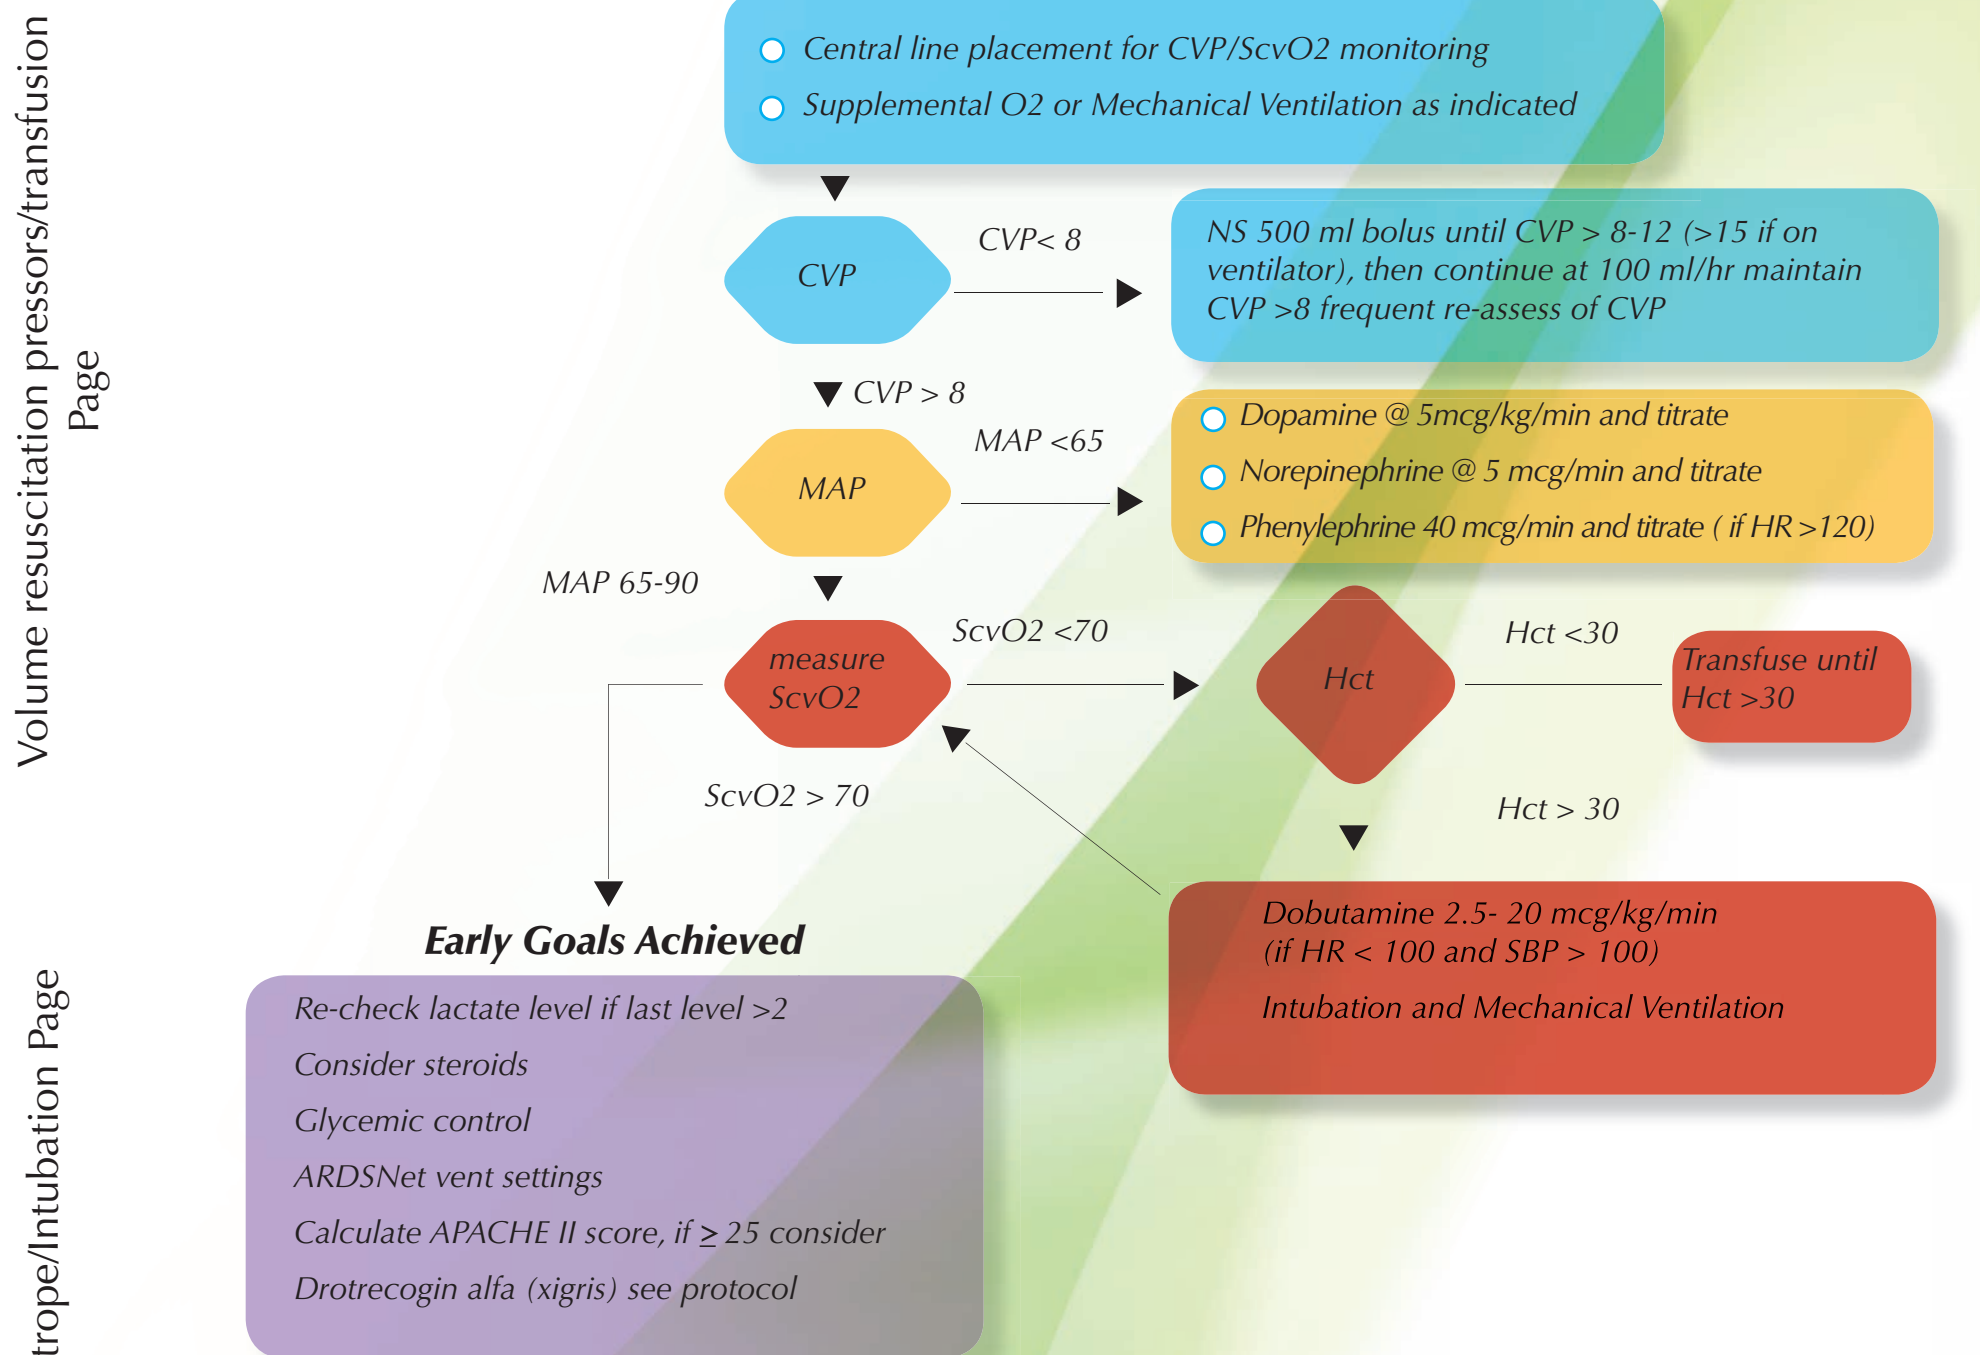 Volume resuscitation pressors/transfusion
Page
Central line placement for CVP/ScvO2 monitoring
Supplemental O2 or Mechanical Ventilation as indicated
CVP
CVP< 8
NS 500 ml bolus until CVP > 8-12 (>15 if on
ventilator), then continue at 100 ml/hr maintain
CVP >8 frequent re-assess of CVP
CVP > 8
MAP
MAP <65
Dopamine @ 5mcg/kg/min and titrate
Norepinephrine @ 5 mcg/min and titrate
Phenylephrine 40 mcg/min and titrate ( if HR >120)
MAP 65-90
measure
ScvO2
ScvO2 <70
Hct
Hct <30
Transfuse until
Hct >30
ScvO2 > 70
Hct > 30
Dobutamine 2.5- 20 mcg/kg/min
(if HR < 100 and SBP > 100)
Intubation and Mechanical Ventilation
Early Goals Achieved
trope/Intubation Page
Re-check lactate level if last level >2
Consider steroids
Glycemic control
ARDSNet vent settings
Calculate APACHE II score, if ≥ 25 consider
Drotrecogin alfa (xigris) see protocol